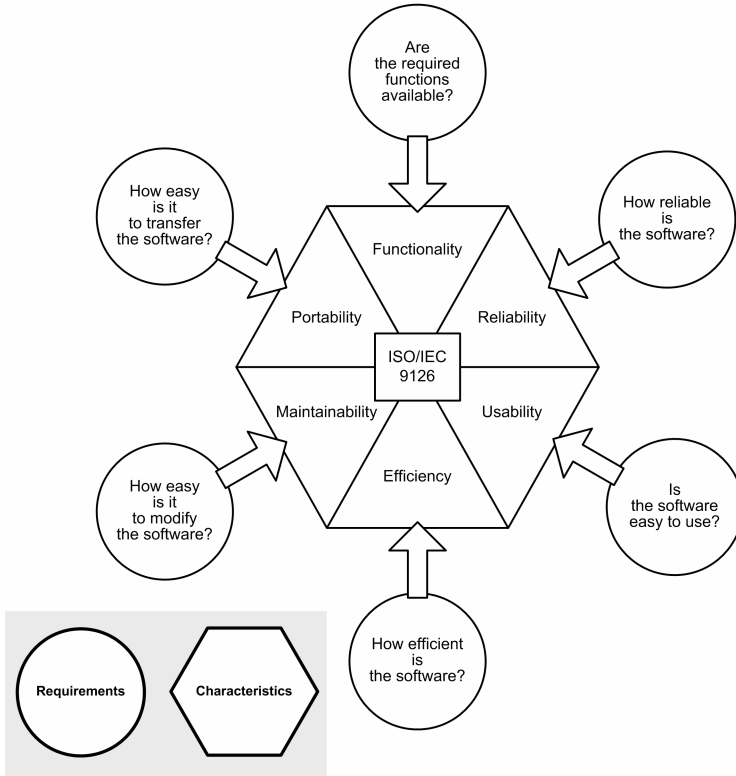 Are
the required
functions
available?
How easy
is it
to transfer
the software?
How reliable
is
the software?
Functionality
Portability
Reliability
ISO/IEC
9126
Maintainability
Usability
Efficiency
How easy
is it
to modify
the software?
Is
the software
easy to use?
How efficient
is
the software?
Requirements
Characteristics